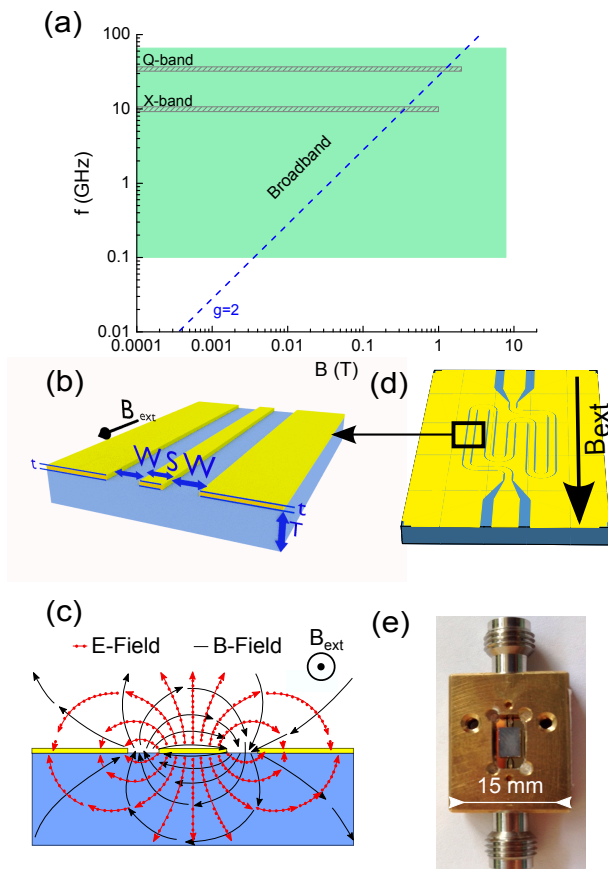 (a)
100
10
1
0.1
0.01
f (GHz)
Q-band
X-band
Broadband
g=2
0.0001 0.001 0.01 0.1 1 10
B (T)
(b)
B ext
W S W
t
t
T
(d)
Bext
(c)
E-Field B-Field Bext
(e)
15 mm